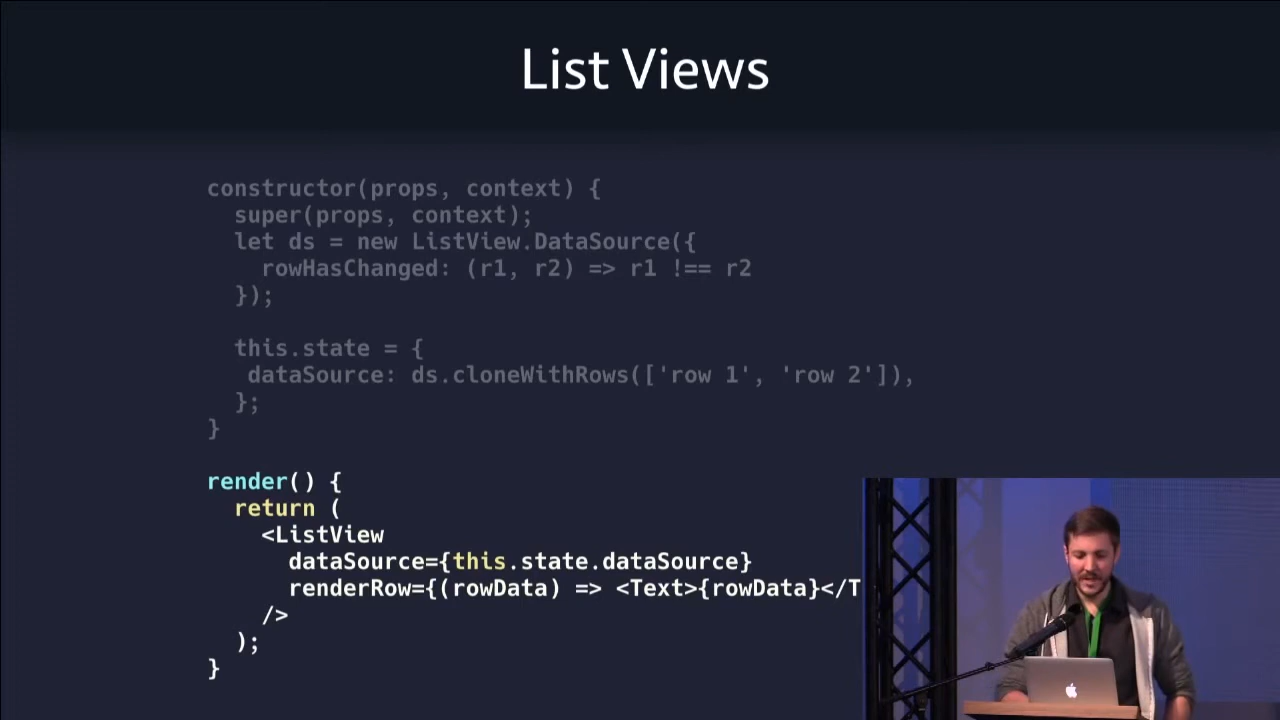 List Views
constructor(props, context) {
super(props, context);
let ds = new ListView.DataSource({
rowHasChanged: (r1, r2) => r1 !== r2
});
this.state = {
dataSource: ds.cloneWithRows(['row 1', 'row 2']),
};
}
render() {
return (
<ListView
dataSource={this.state.dataSource}
renderRow={(rowData) => <Text>{rowData}</T
/>
);
}